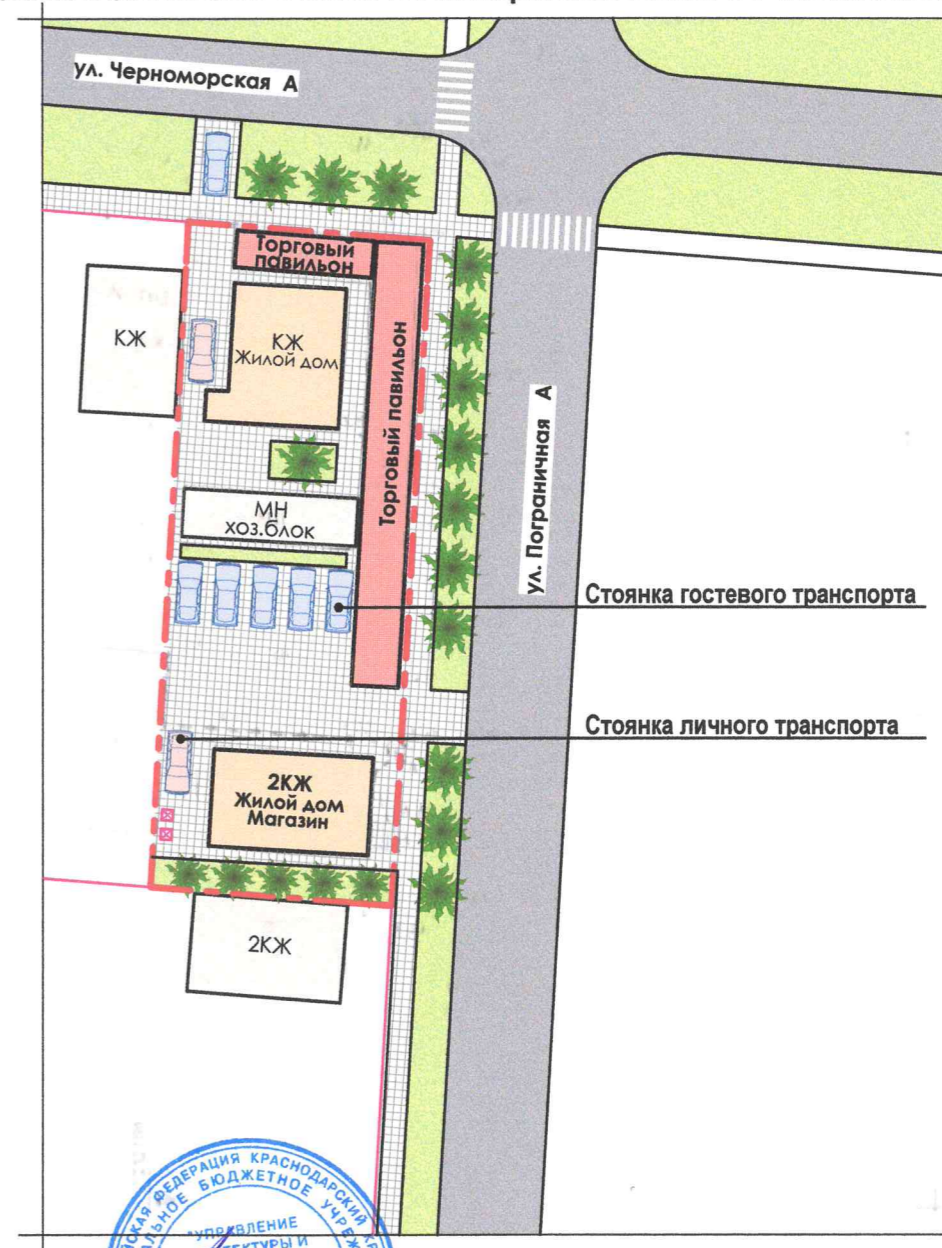 ул. Черноморская А
Торговый
павильон
КЖ
КЖ
Жилой дом
Торговый павильон
ул. Пограничная А
МН
хоз.блок
Стоянка гостевого транспорта
Стоянка личного транспорта
2КЖ
Жилой дом
Магазин
2КЖ
ФЕДЕРАЦИЯ КРАСНОДАРСКИЙ
БЮДЖЕТНОЕ
"УПРАВЛЕНИЕ